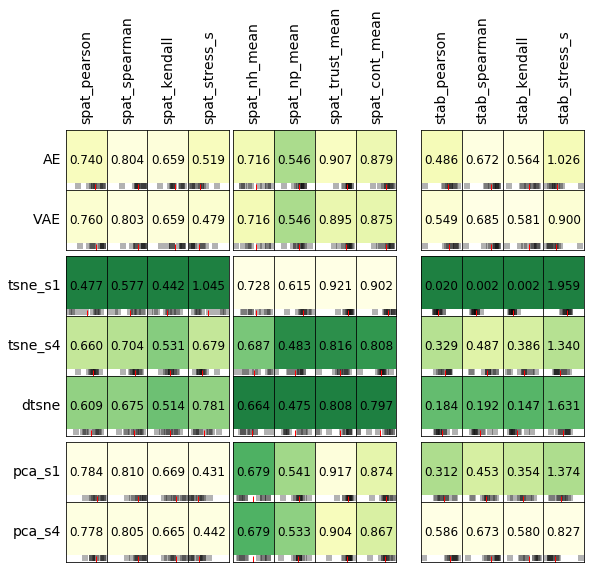 spat_pearson spat_spearman spat_kendall spat_stress_s spat_nh_mean spat_np_mean spat_trust_mean spat_cont_mean stab_pearson stab_spearman stab_kendall stab_stress_s
AE 0.740 0.804 0.659 0.519 0.716 0.546 0.907 0.879 0.486 0.672 0.564 1.026
VAE 0.760 0.803 0.659 0.479 0.716 0.546 0.895 0.875 0.549 0.685 0.581 0.900
tsne_s1 0.477 0.577 0.442 1.045 0.728 0.615 0.921 0.902 0.020 0.002 0.002 1.959
tsne_s4 0.660 0.704 0.531 0.679 0.687 0.483 0.816 0.808 0.329 0.487 0.386 1.340
dtsne 0.609 0.675 0.514 0.781 0.664 0.475 0.808 0.797 0.184 0.192 0.147 1.631
pca_s1 0.784 0.810 0.669 0.431 0.679 0.541 0.917 0.874 0.312 0.453 0.354 1.374
pca_s4 0.778 0.805 0.665 0.442 0.679 0.533 0.904 0.867 0.586 0.673 0.580 0.827